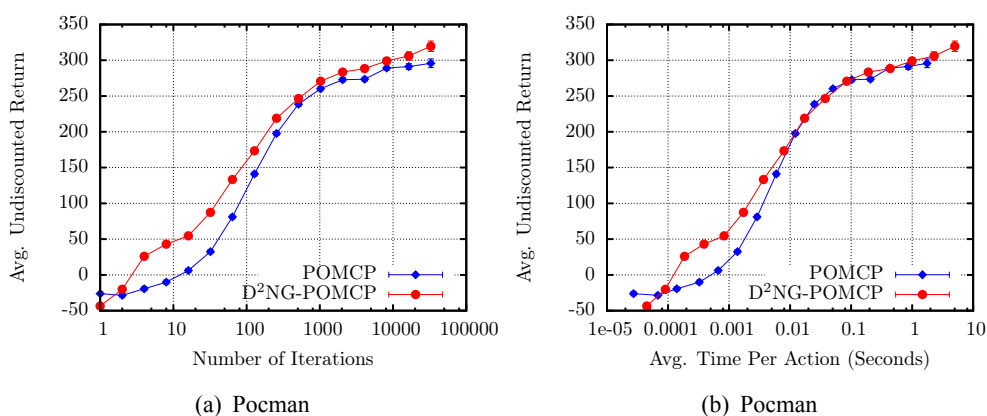 Avg. Undiscounted Return
350
300
250
200
150
100
50
0
-50
POMCP
D²NG-POMCP
1 10 100 1000 10000 100000
Number of Iterations
(a) Pocman
Avg. Undiscounted Return
350
300
250
200
150
100
50
0
-50
POMCP
D²NG-POMCP
1e-05 0.0001 0.001 0.01 0.1 1 10
Avg. Time Per Action (Seconds)
(b) Pocman